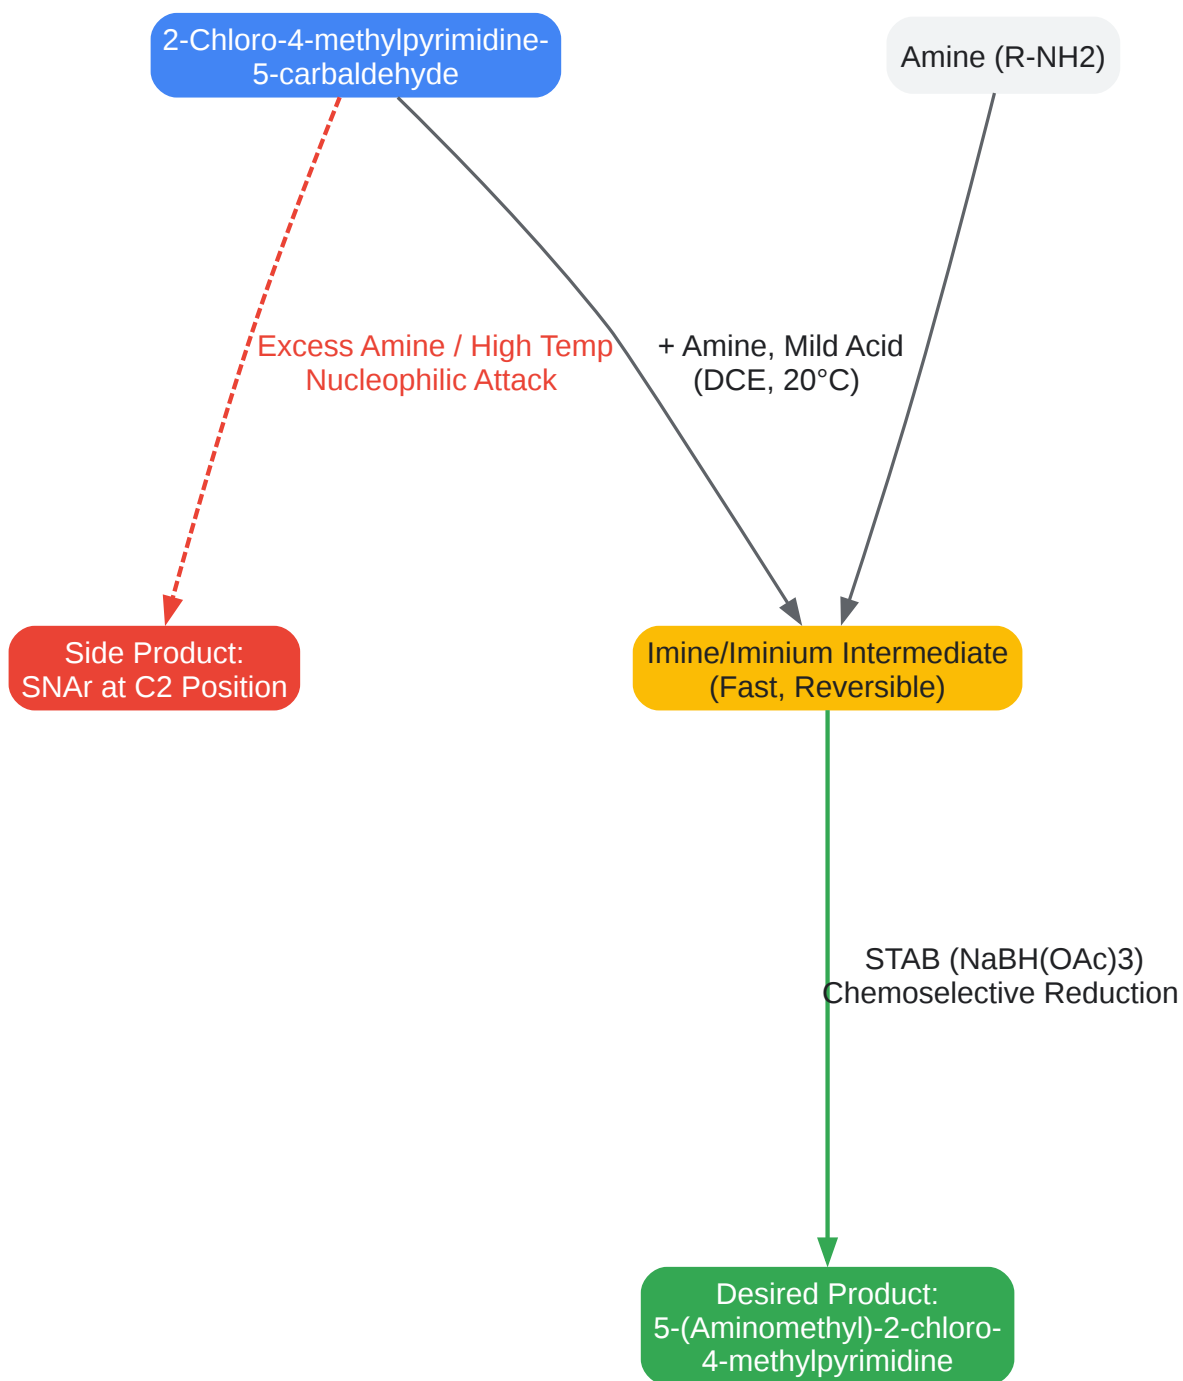 2-Chloro-4-methylpyrimidine-
5-carbaldehyde
Amine (R-NH2)
Excess Amine / High Temp
Nucleophilic Attack
+ Amine, Mild Acid
(DCE, 20°C)
Side Product:
SNAr at C2 Position
Imine/Iminium Intermediate
(Fast, Reversible)
STAB (NaBH(OAc)3)
Chemoselective Reduction
Desired Product:
5-(Aminomethyl)-2-chloro-
4-methylpyrimidine